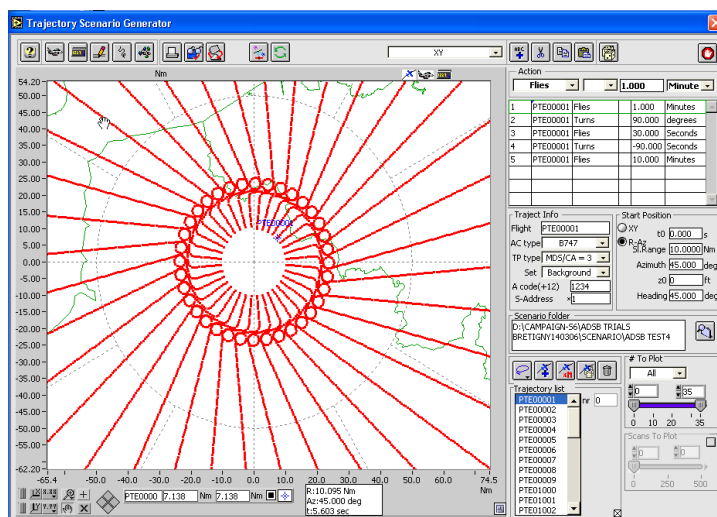 Trajectory Scenario Generator
XY
Nm
54.20
50.00
45.00
40.00
35.00
30.00
25.00
20.00
15.00
10.00
5.00
0.00
-5.00
-10.00
-15.00
-20.00
-25.00
-30.00
-35.00
-40.00
-45.00
-50.00
-55.00
-62.20
PTE00001
-65.4
-50.0
-40.0
-30.0
-20.0
-10.0
0.0
10.0
20.0
30.0
40.0
50.0
60.0
74.5
Nm
PTE0000 7.138 Nm 7.138 Nm
R:10.095 Nm
Az:45.000 deg
t:5.603 sec
Action
Flies 1.000 Minute
1 PTE00001 Flies 1.000 Minutes
2 PTE00001 Turns 90.000 degrees
3 PTE00001 Flies 30.000 Seconds
4 PTE00001 Turns -90.000 Seconds
5 PTE00001 Flies 10.000 Minutes
Traject Info
Flight PTE00001
AC type B747
TP type MDS/CA = 3
Set Background
A code(+12) 1234
S-Address x1
Start Position
XY
R-Az
t0 0.000 s
Sl.Range 10.0000 Nm
Azimuth 45.000 deg
z0 0 ft
Heading 45.000 deg
Scenario folder
D:\CAMPAIGN-S6\ADSB TRIALS
BRETIGNY140306\SCENARIO\ADSB TEST4
Trajectory list
PTE00001
PTE00002
PTE00003
PTE00004
PTE00005
PTE00006
PTE00007
PTE00008
PTE00009
PTE01000
PTE01001
PTE01002
nr 0
# To Plot
All
0 35
0 10 20 35
Scans To Plot
0 0
0 250 500